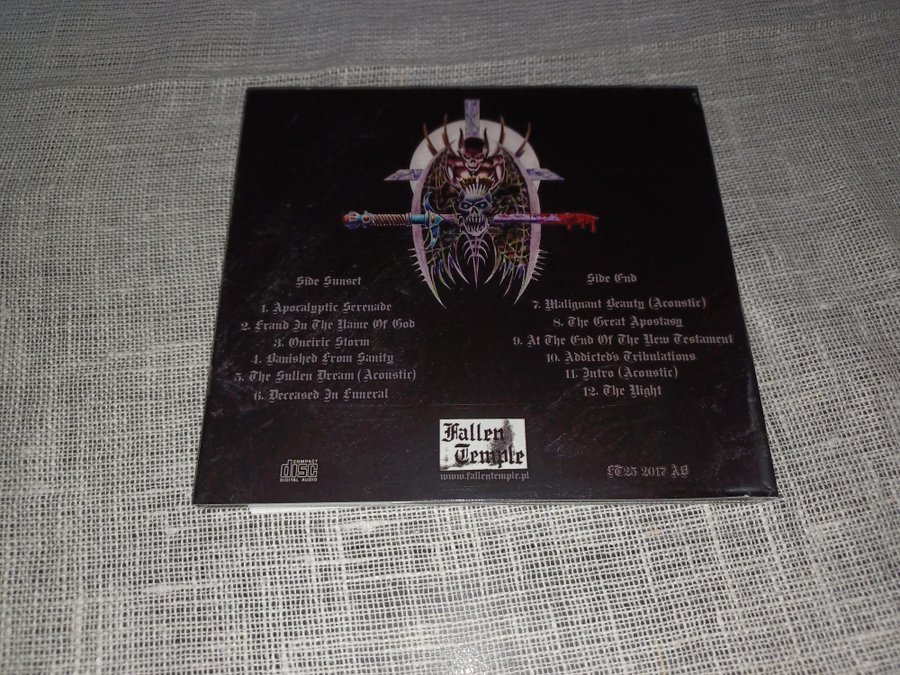 Side Sunset
1. Apocalyptic Serenade
2. Fraud In The Name Of God
3. Oneiric Storm
4. Banished From Sanity
5. The Sullen Dream (Acoustic)
6. Deceased In Funeral
Side End
7. Malignant Beauty (Acoustic)
8. The Great Apostasy
9. At The End Of The New Testament
10. Addicted's Tribulations
11. Intro (Acoustic)
12. The Night
COMPACT
disc
DIGITAL AUDIO
Fallen
Temple
www.fallentemple.pl
FT25 2017 AD